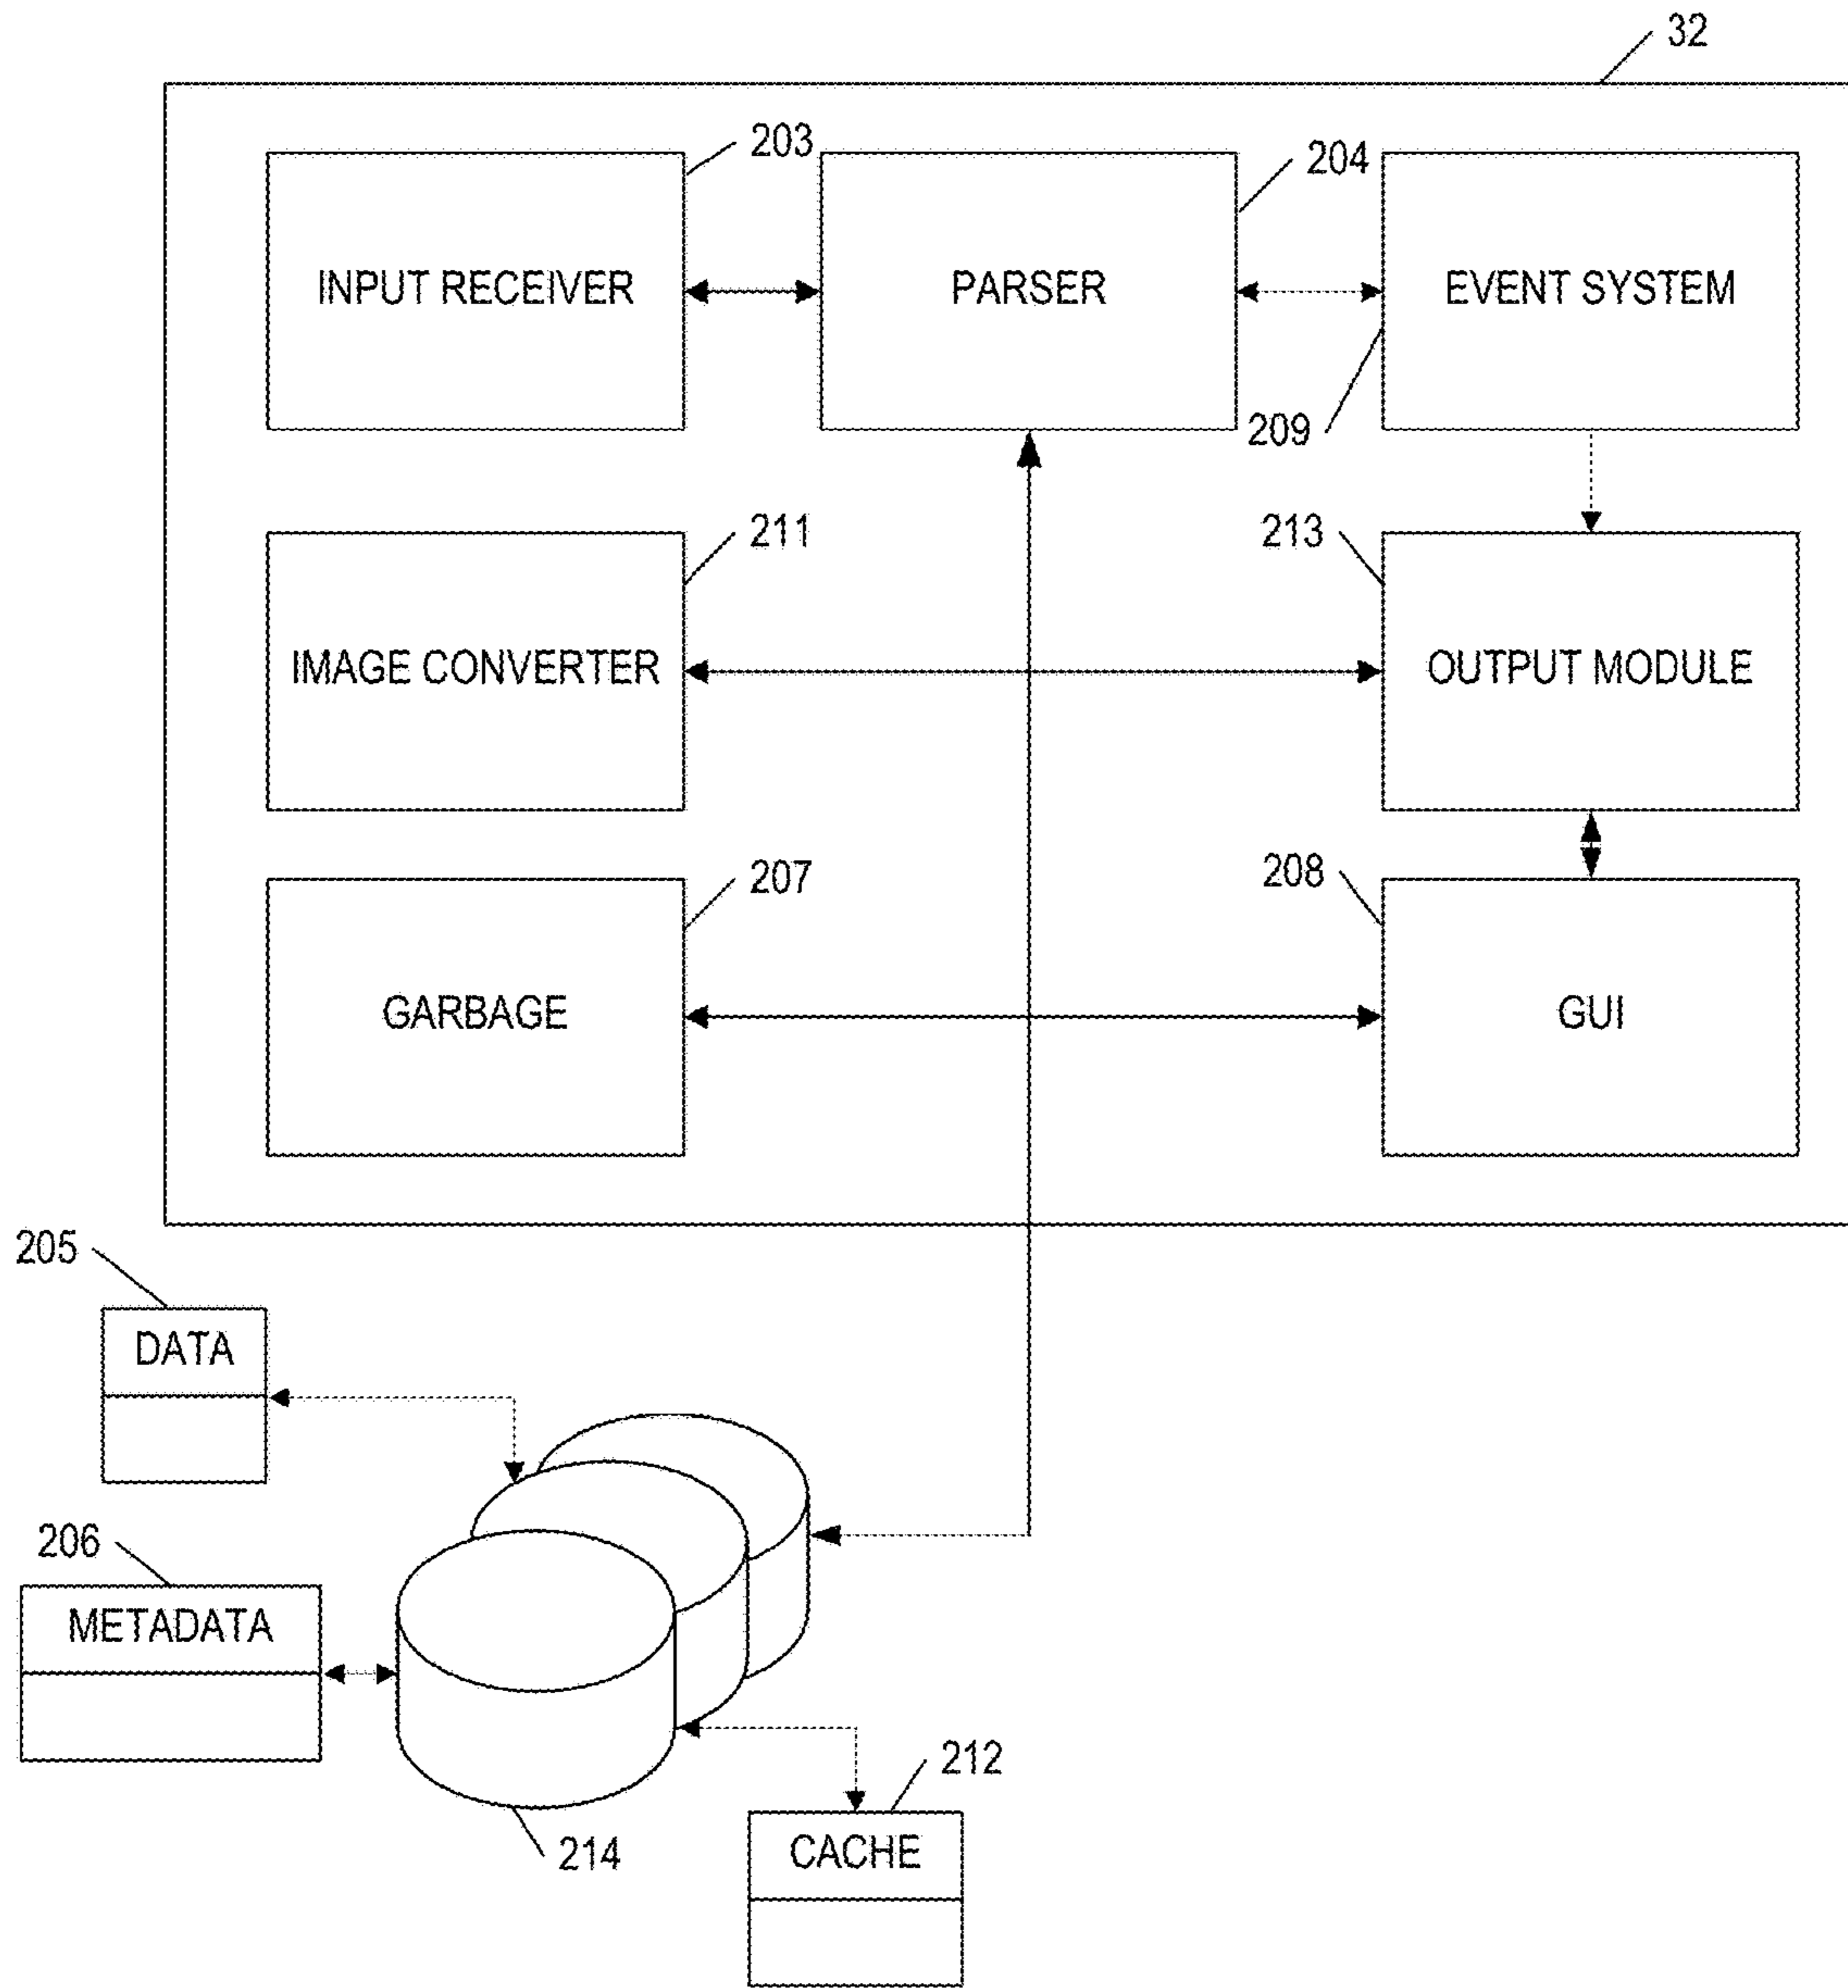 32
203
204
INPUT RECEIVER
PARSER
EVENT SYSTEM
209
211
213
IMAGE CONVERTER
OUTPUT MODULE
207
208
GARBAGE
GUI
205
DATA
206
METADATA
212
214
CACHE